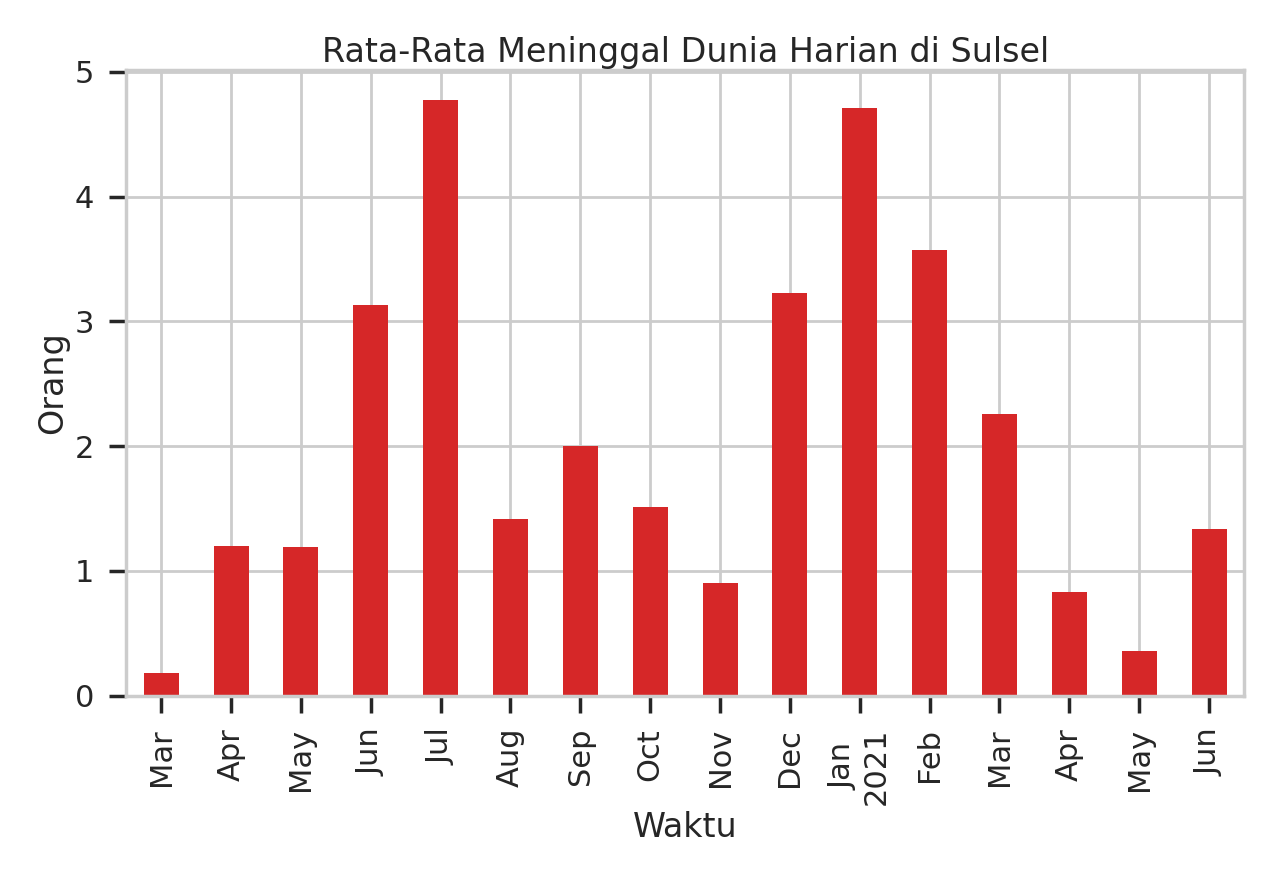 Rata-Rata Meninggal Dunia Harian di Sulsel
Orang
5
4
3
2
1
0
Mar
Apr
May
Jun
Jul
Aug
Sep
Oct
Nov
Dec
Jan
2021
Feb
Mar
Apr
May
Jun
Waktu